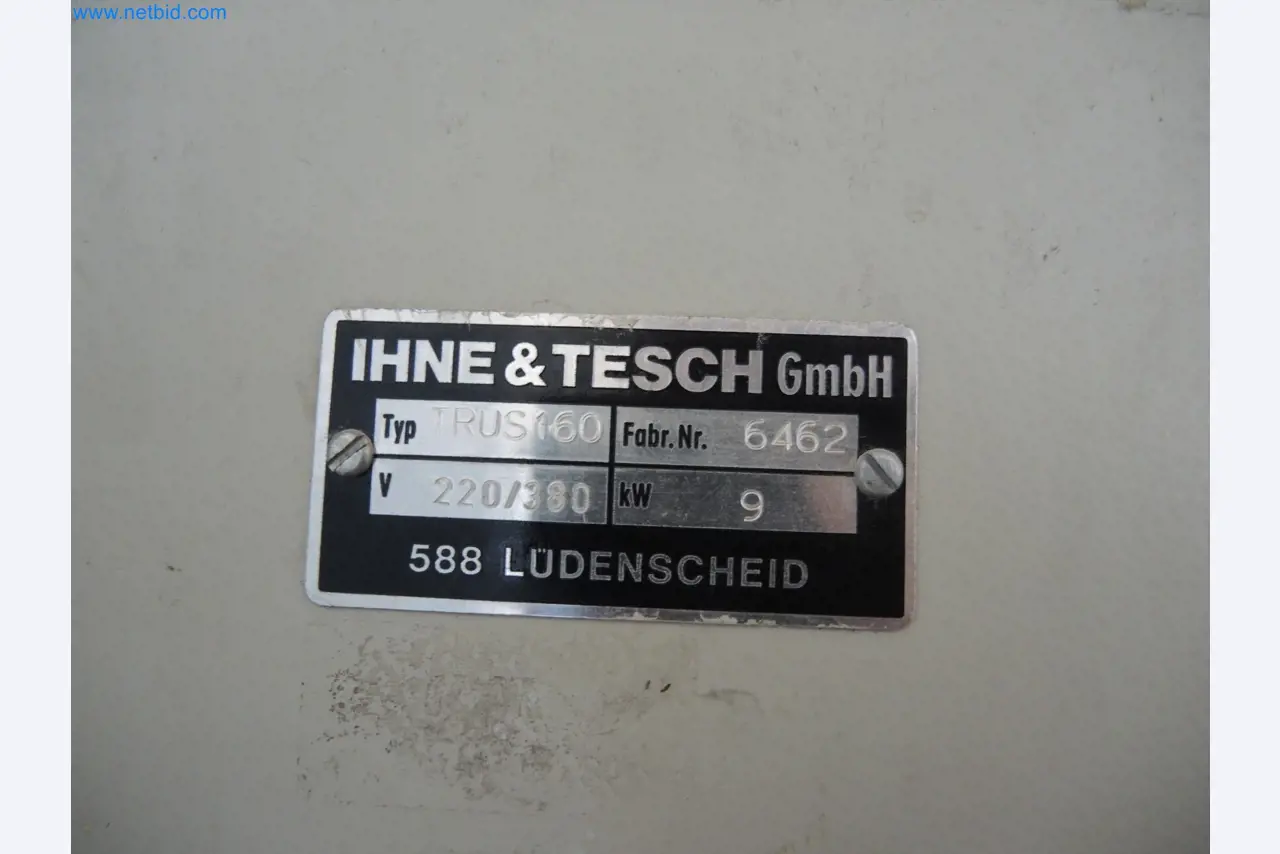 www.netbid.com
IHNE & TESCH GmbH
Typ TRUS160 Fabr.Nr. 6462
V 220/380 kW 9
588 LÜDENSCHEID